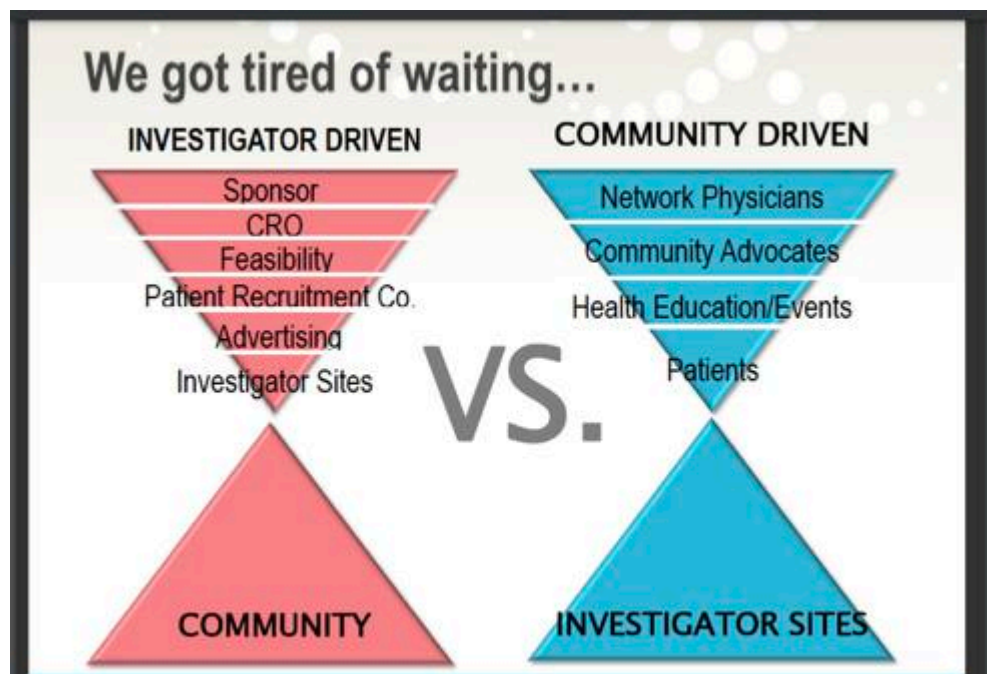 We got tired of waiting...
INVESTIGATOR DRIVEN
Sponsor
CRO
Feasibility
Patient Recruitment Co.
Advertising
Investigator Sites
COMMUNITY
VS.
COMMUNITY DRIVEN
Network Physicians
Community Advocates
Health Education/Events
Patients
INVESTIGATOR SITES